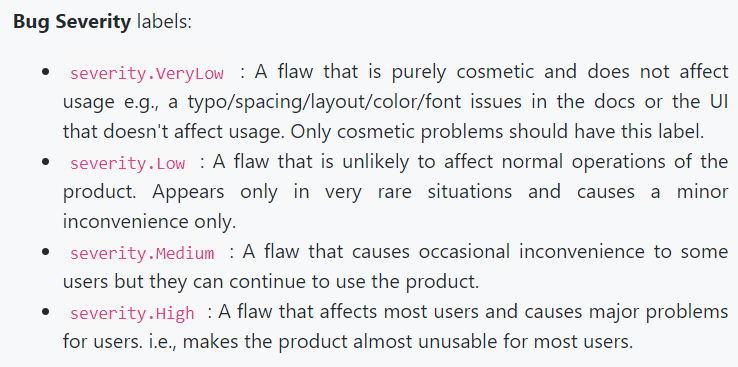 Bug Severity labels:
• severity.VeryLow : A flaw that is purely cosmetic and does not affect
usage e.g., a typo/spacing/layout/color/font issues in the docs or the UI
that doesn't affect usage. Only cosmetic problems should have this label.
• severity.Low : A flaw that is unlikely to affect normal operations of the
product. Appears only in very rare situations and causes a minor
inconvenience only.
• severity.Medium : A flaw that causes occasional inconvenience to some
users but they can continue to use the product.
• severity.High : A flaw that affects most users and causes major problems
for users. i.e., makes the product almost unusable for most users.